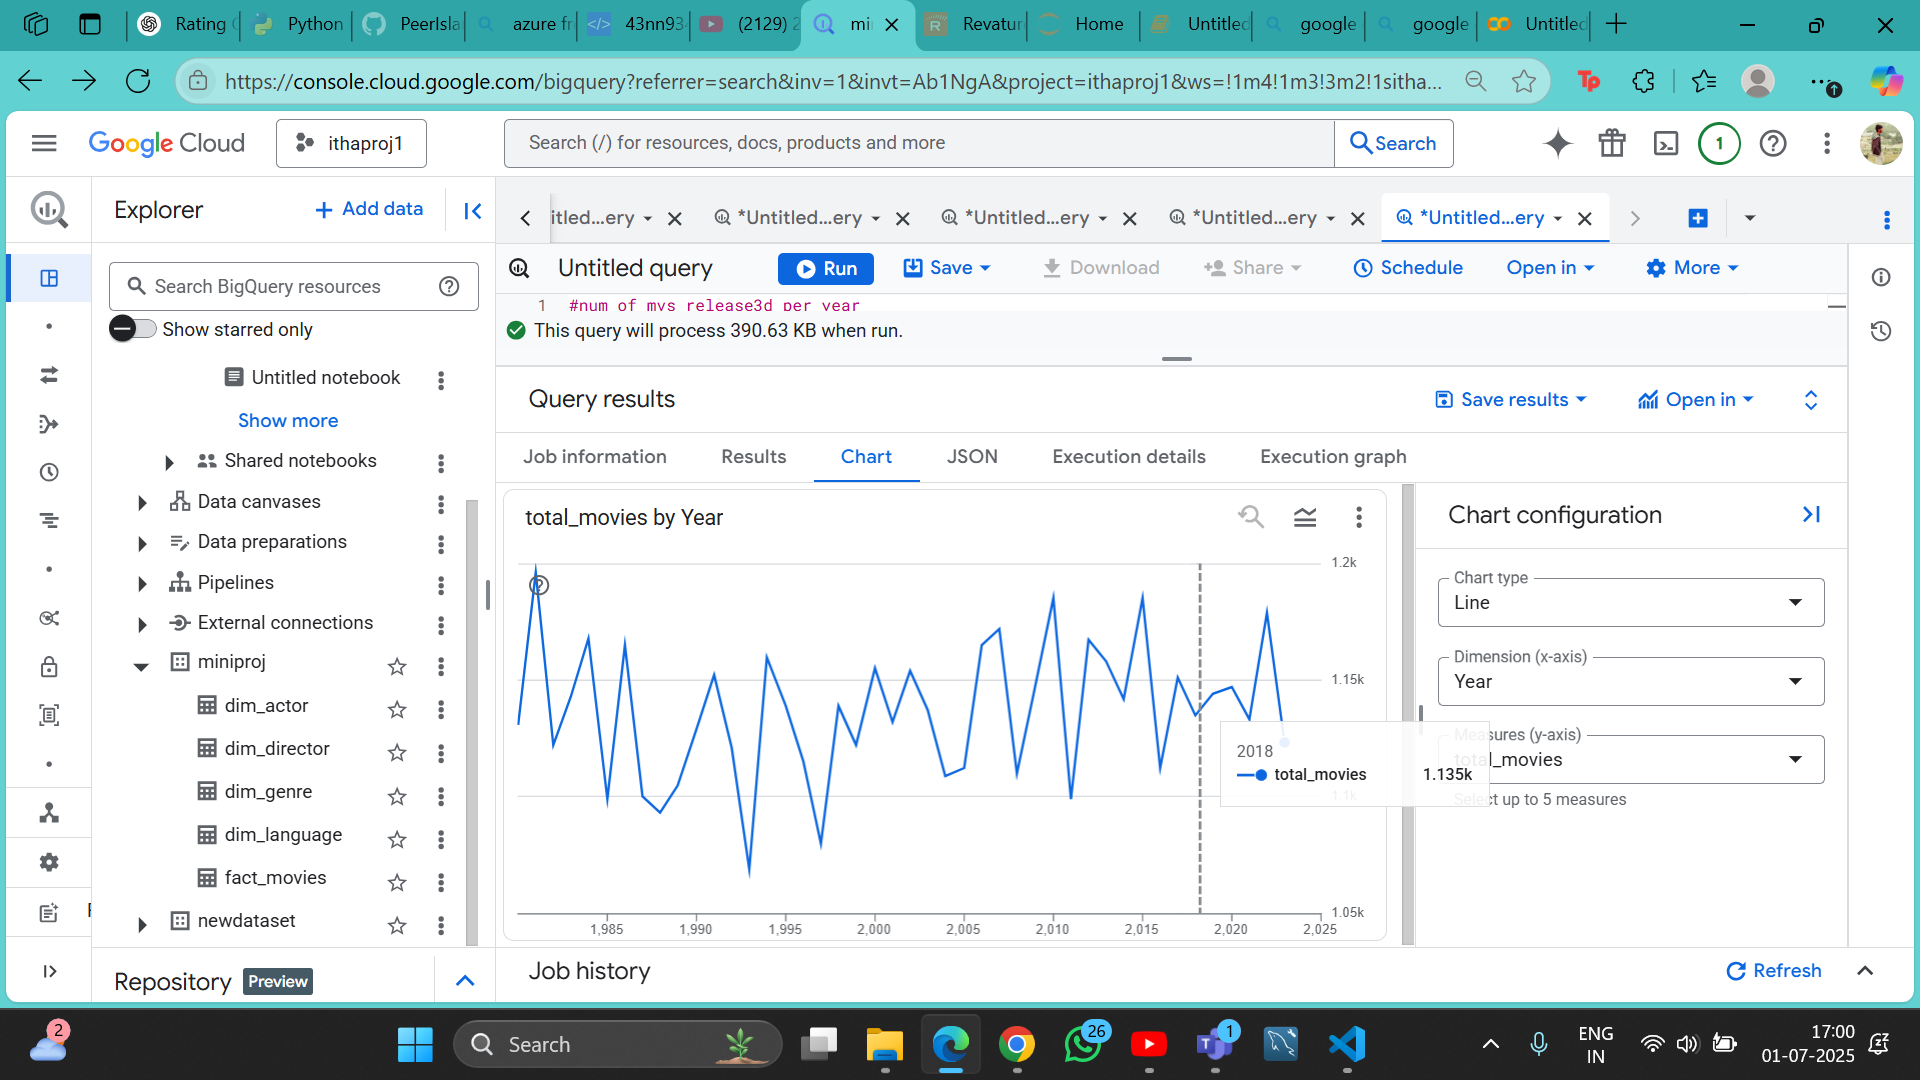 Rating
Python
PeerIsla
azure fr
43nn93
(2129) 2
mi
Revatur
Home
Untitled
google
google
Untitled
https://console.cloud.google.com/bigquery?referrer=search&inv=1&invt=Ab1NgA&project=ithaproj1&ws=!1m4!1m3!3m2!1sitha...
Google Cloud
ithaproj1
Search (/) for resources, docs, products and more
Search
1
Explorer
+ Add data
itled...ery
*Untitled...ery
*Untitled...ery
*Untitled...ery
*Untitled...ery
Search BigQuery resources
Show starred only
Untitled notebook
Show more
Shared notebooks
Data canvases
Data preparations
Pipelines
External connections
miniproj
dim_actor
dim_director
dim_genre
dim_language
fact_movies
newdataset
Repository Preview
Untitled query
Run
Save
Download
Share
Schedule
Open in
More
1 #num of mvs release3d per year
This query will process 390.63 KB when run.
Query results
Save results
Open in
Job information
Results
Chart
JSON
Execution details
Execution graph
total_movies by Year
1.2k
1.15k
1.1k
1.05k
1,985
1,990
1,995
2,000
2,005
2,010
2,015
2,020
2,025
2018
total_movies 1.135k
Chart configuration
Chart type
Line
Dimension (x-axis)
Year
Measures (y-axis)
total_movies
Select up to 5 measures
Job history
Refresh
2
Search
26
1
ENG
IN
17:00
01-07-2025